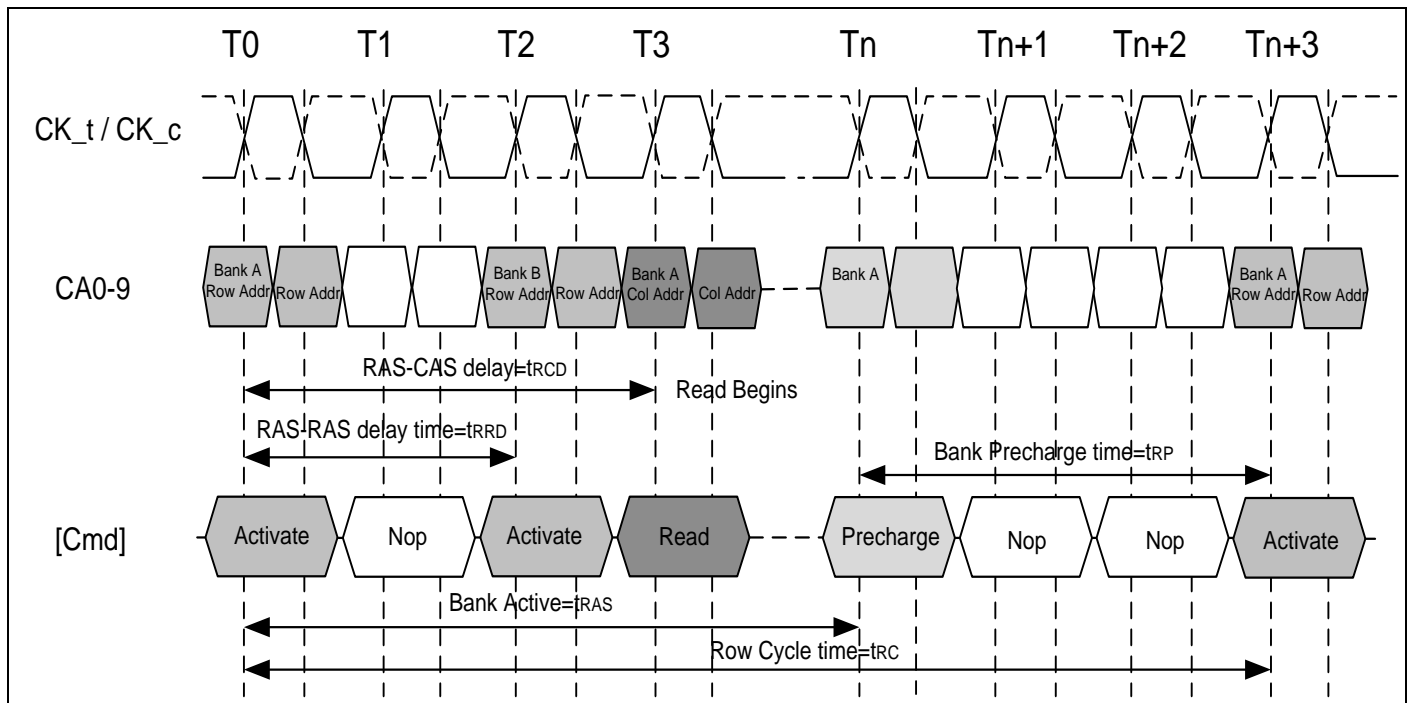 T0 T1 T2 T3 Tn Tn+1 Tn+2 Tn+3
CK_t / CK_c
CA0-9
Bank A
Row Addr
Row Addr
Bank B
Row Addr
Row Addr
Bank A
Col Addr
Col Addr
Bank A
Bank A
Row Addr
Row Addr
RAS-CAS delay=tRCD
Read Begins
RAS-RAS delay time=tRRD
Bank Precharge time=tRP
[Cmd]
Activate Nop Activate Read Precharge Nop Nop Activate
Bank Active=tRAS
Row Cycle time=tRC